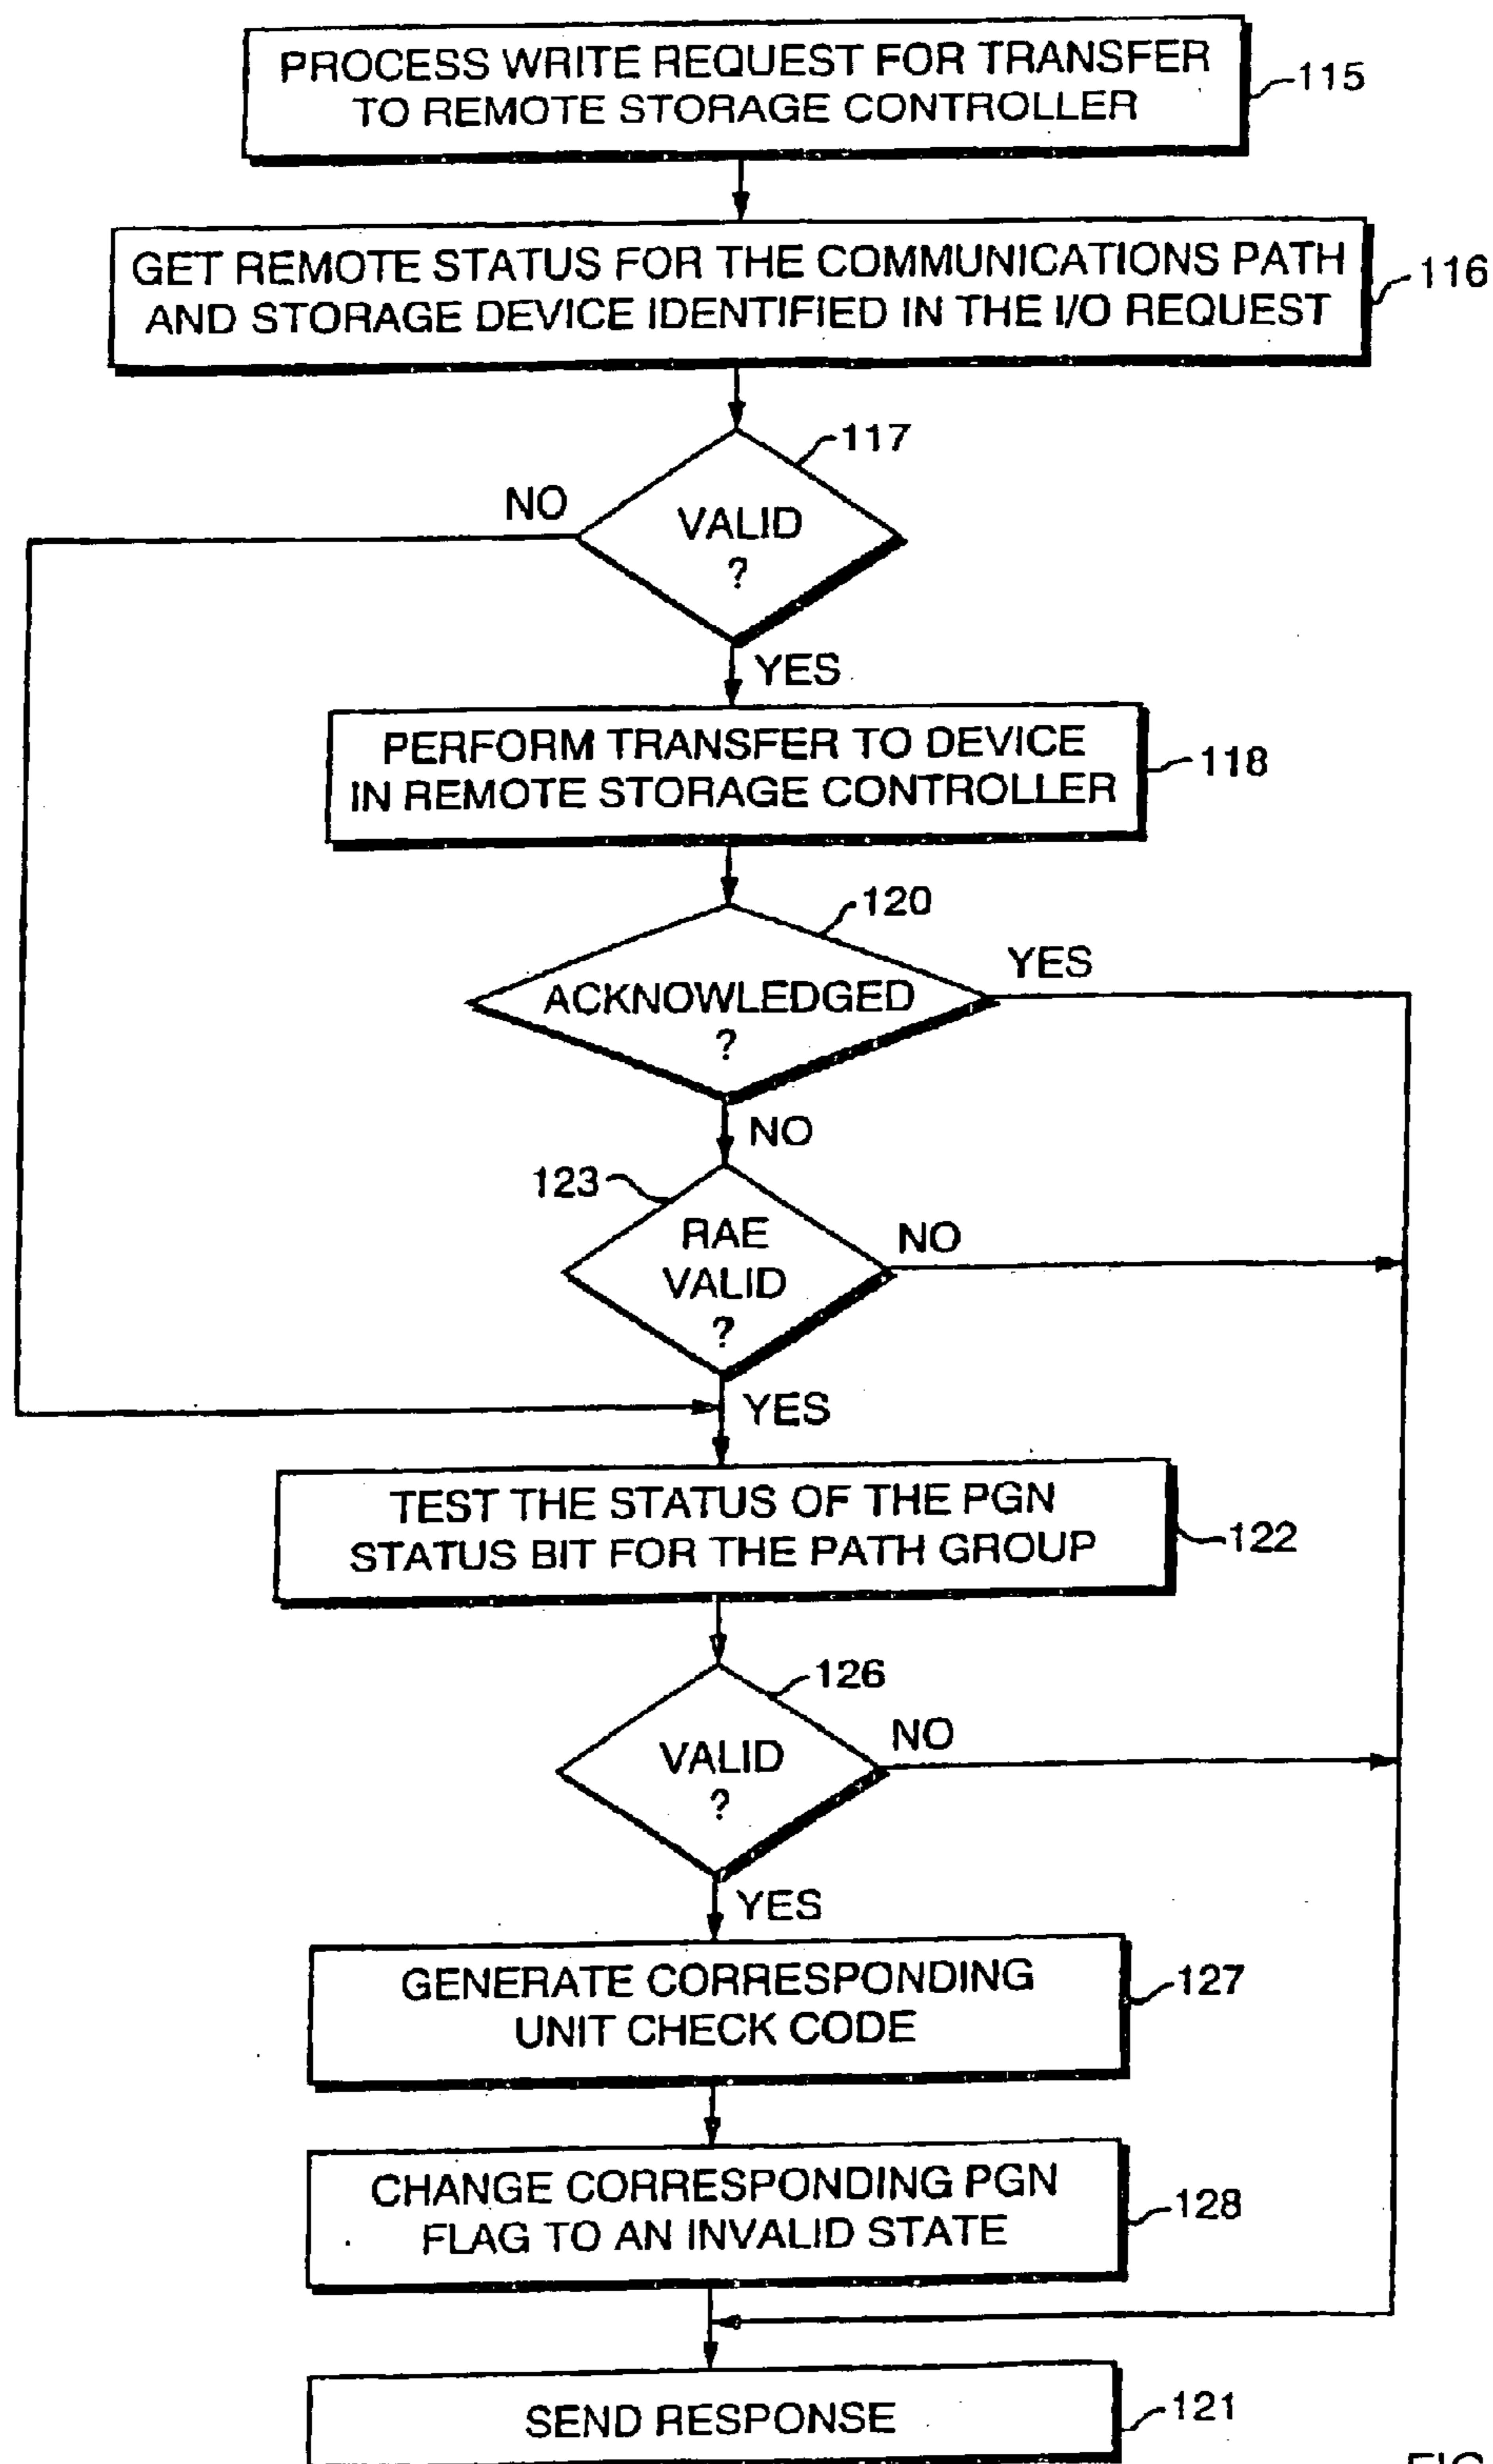 PROCESS WRITE REQUEST FOR TRANSFER
TO REMOTE STORAGE CONTROLLER
115
GET REMOTE STATUS FOR THE COMMUNICATIONS PATH
AND STORAGE DEVICE IDENTIFIED IN THE I/O REQUEST
116
117
NO
VALID
?
YES
PERFORM TRANSFER TO DEVICE
IN REMOTE STORAGE CONTROLLER
118
120
YES
ACKNOWLEDGED
?
NO
123
RAE
VALID
?
NO
YES
TEST THE STATUS OF THE PGN
STATUS BIT FOR THE PATH GROUP
122
126
VALID
?
NO
YES
GENERATE CORRESPONDING
UNIT CHECK CODE
127
CHANGE CORRESPONDING PGN
FLAG TO AN INVALID STATE
128
SEND RESPONSE
121